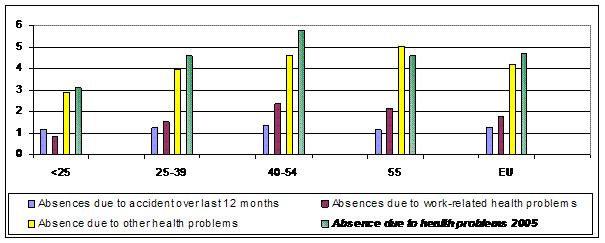 6
5
4
3
2
1
0
<25 25-39 40-54 55 EU
Absences due to accident over last 12 months Absences due to work-related health problems
Absence due to other health problems Absence due to health problems 2005